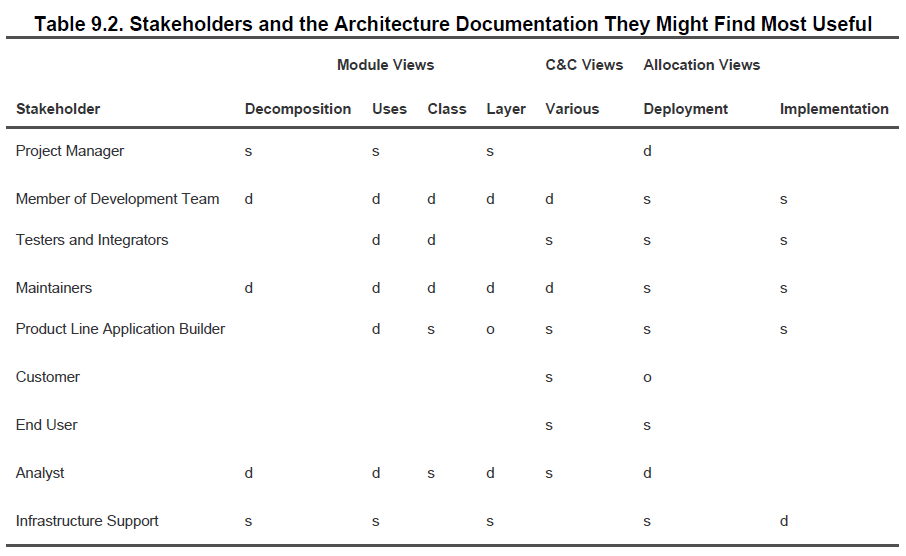 Table 9.2. Stakeholders and the Architecture Documentation They Might Find Most Useful
Module Views C&C Views Allocation Views
Stakeholder Decomposition Uses Class Layer Various Deployment Implementation
Project Manager s s s d
Member of Development Team d d d d d s s
Testers and Integrators d d s s s
Maintainers d d d d d s s
Product Line Application Builder d s o s s s
Customer s o
End User s s
Analyst d d s d s d
Infrastructure Support s s s s d